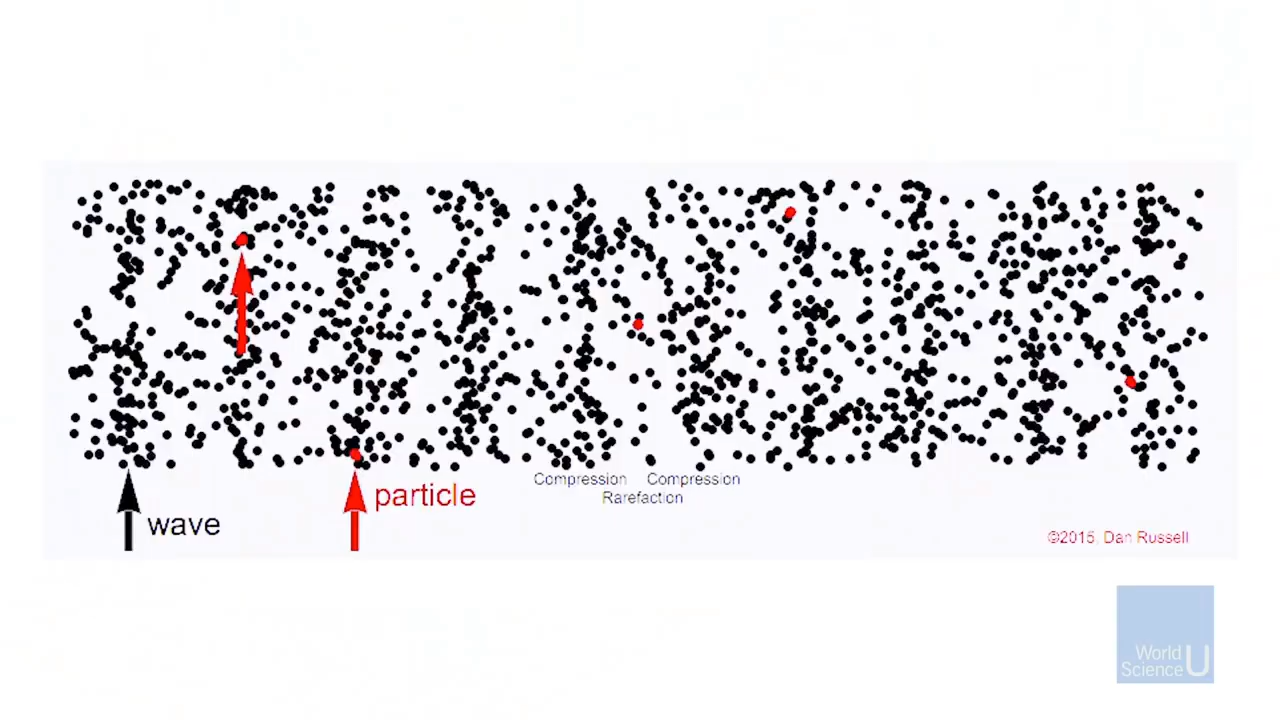 Compression Compression
Rarefaction
particle
wave
©2015, Dan Russell
World
Science U